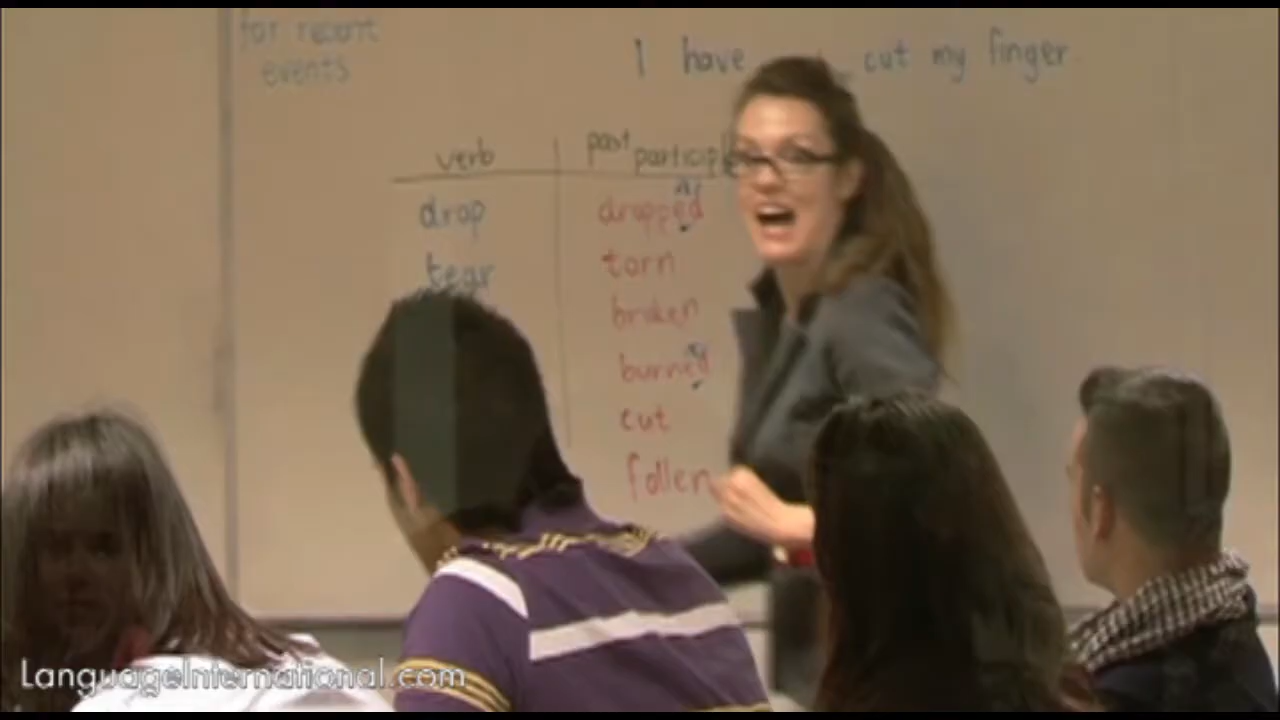 for recent
events
I have cut my finger
verb past participle
drop dropped
tear torn
broken
burned
cut
fallen
LanguageInternational.com